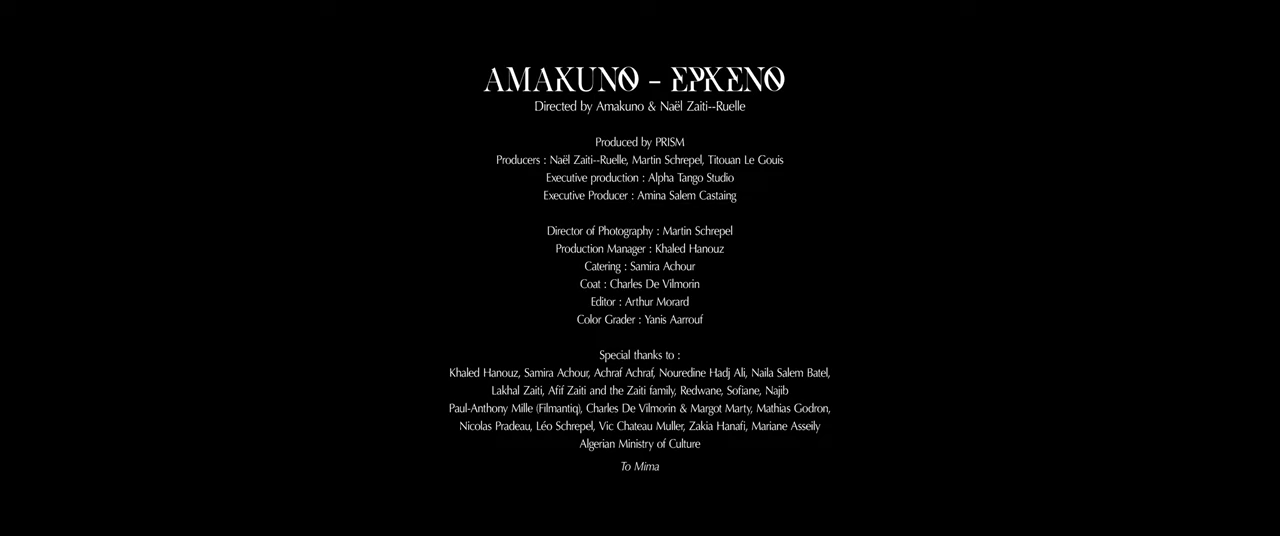 AMAKUNO – EPKENO
Directed by Amakuno & Naël Zaiti--Ruelle
Produced by PRISM
Producers : Naël Zaiti--Ruelle, Martin Schrepel, Titouan Le Gouis
Executive production : Alpha Tango Studio
Executive Producer : Amina Salem Castaing
Director of Photography : Martin Schrepel
Production Manager : Khaled Hanouz
Catering : Samira Achour
Coat : Charles De Vilmorin
Editor : Arthur Morard
Color Grader : Yanis Aarrouf
Special thanks to :
Khaled Hanouz, Samira Achour, Achraf Achraf, Nouredine Hadj Ali, Naila Salem Batel,
Lakhal Zaiti, Afif Zaiti and the Zaiti family, Redwane, Sofiane, Najib
Paul-Anthony Mille (Filmantiq), Charles De Vilmorin & Margot Marty, Mathias Godron,
Nicolas Pradeau, Léo Schrepel, Vic Chateau Muller, Zakia Hanafi, Mariane Asseily
Algerian Ministry of Culture
To Mima